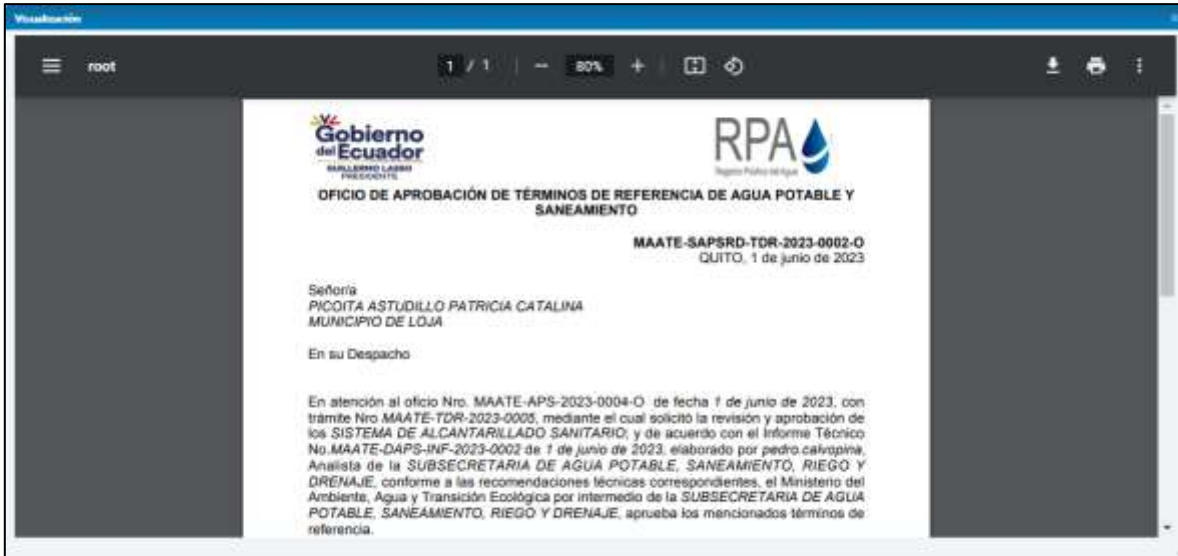 Visualización
root
1 / 1
80%
Gobierno
del Ecuador
GUILLERMO LASSO
PRESIDENTE
RPA
Registro Público del Agua
OFICIO DE APROBACIÓN DE TÉRMINOS DE REFERENCIA DE AGUA POTABLE Y
SANEAMIENTO
MAATE-SAPSRD-TDR-2023-0002-O
QUITO, 1 de junio de 2023
Señor/a
PICOITA ASTUDILLO PATRICIA CATALINA
MUNICIPIO DE LOJA
En su Despacho
En atención al oficio Nro. MAATE-APS-2023-0004-O de fecha 1 de junio de 2023, con
trámite Nro MAATE-TDR-2023-0005, mediante el cual solicitó la revisión y aprobación de
los SISTEMA DE ALCANTARILLADO SANITARIO; y de acuerdo con el Informe Técnico
No.MAATE-DAPS-INF-2023-0002 de 1 de junio de 2023, elaborado por pedro.calvopina,
Analista de la SUBSECRETARIA DE AGUA POTABLE, SANEAMIENTO, RIEGO Y
DRENAJE, conforme a las recomendaciones técnicas correspondientes, el Ministerio del
Ambiente, Agua y Transición Ecológica por intermedio de la SUBSECRETARIA DE AGUA
POTABLE, SANEAMIENTO, RIEGO Y DRENAJE, aprueba los mencionados términos de
referencia.